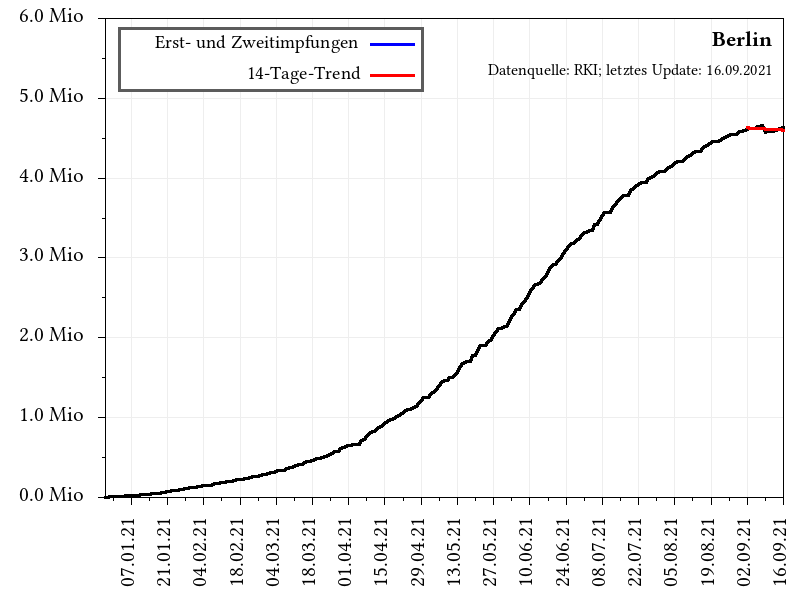 6.0 Mio
5.0 Mio
4.0 Mio
3.0 Mio
2.0 Mio
1.0 Mio
0.0 Mio
Erst- und Zweitimpfungen
14-Tage-Trend
Berlin
Datenquelle: RKI; letztes Update: 16.09.2021
07.01.21
21.01.21
04.02.21
18.02.21
04.03.21
18.03.21
01.04.21
15.04.21
29.04.21
13.05.21
27.05.21
10.06.21
24.06.21
08.07.21
22.07.21
05.08.21
19.08.21
02.09.21
16.09.21